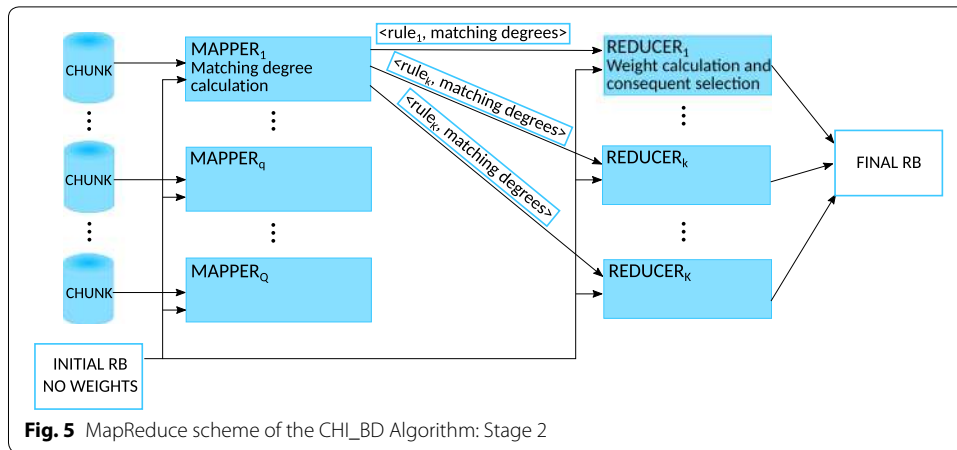 CHUNK
MAPPER₁
Matching degree
calculation
<rule₁, matching degrees>
<rulek, matching degrees>
<ruleK, matching degrees>
REDUCER₁
Weight calculation and
consequent selection
CHUNK
MAPPERq
REDUCERk
FINAL RB
CHUNK
MAPPERQ
REDUCERK
INITIAL RB
NO WEIGHTS
Fig. 5 MapReduce scheme of the CHI_BD Algorithm: Stage 2